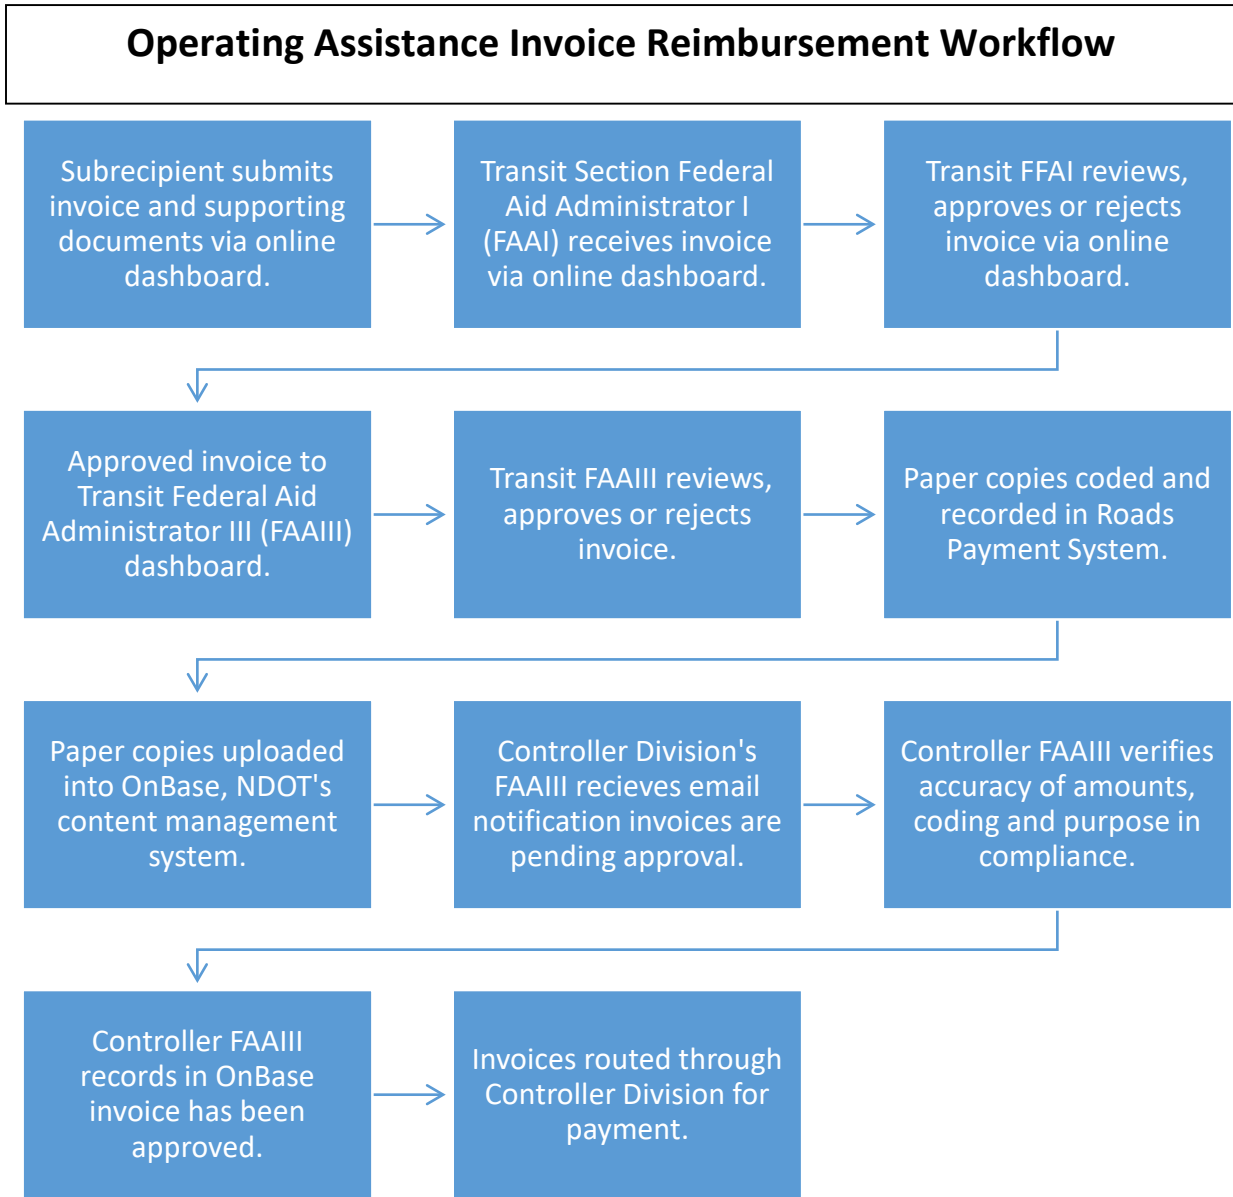 Operating Assistance Invoice Reimbursement Workflow
Subrecipient submits
invoice and supporting
documents via online
dashboard.
Transit Section Federal
Aid Administrator I
(FAAI) receives invoice
via online dashboard.
Transit FFAI reviews,
approves or rejects
invoice via online
dashboard.
Approved invoice to
Transit Federal Aid
Administrator III (FAAIII)
dashboard.
Transit FAAIII reviews,
approves or rejects
invoice.
Paper copies coded and
recorded in Roads
Payment System.
Paper copies uploaded
into OnBase, NDOT's
content management
system.
Controller Division's
FAAIII recieves email
notification invoices are
pending approval.
Controller FAAIII verifies
accuracy of amounts,
coding and purpose in
compliance.
Controller FAAIII
records in OnBase
invoice has been
approved.
Invoices routed through
Controller Division for
payment.